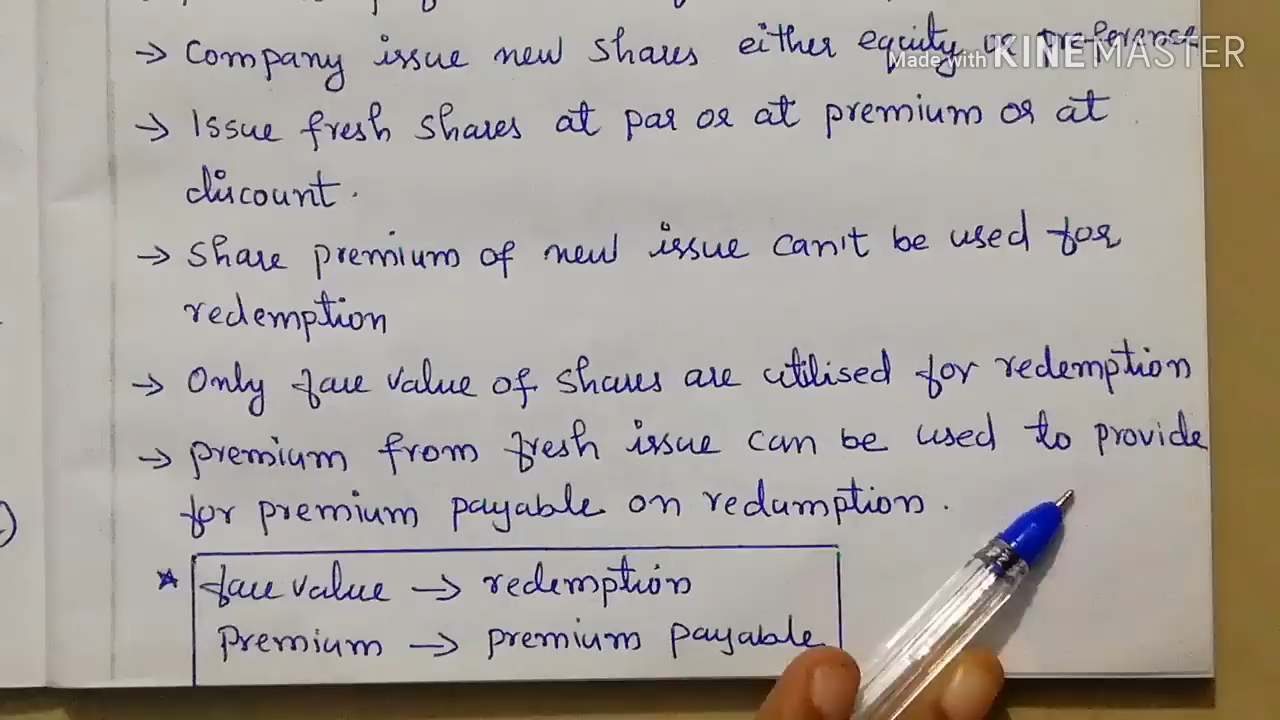 → Company issue new shares either equity or preference
Made with KINEMASTER
→ Issue fresh shares at par or at premium or at
discount.
→ Share premium of new issue can't be used for
redemption
→ Only face value of shares are utilised for redemption
→ premium from fresh issue can be used to provide
for premium payable on redumption.
★ face value → redemption
Premium → premium payable